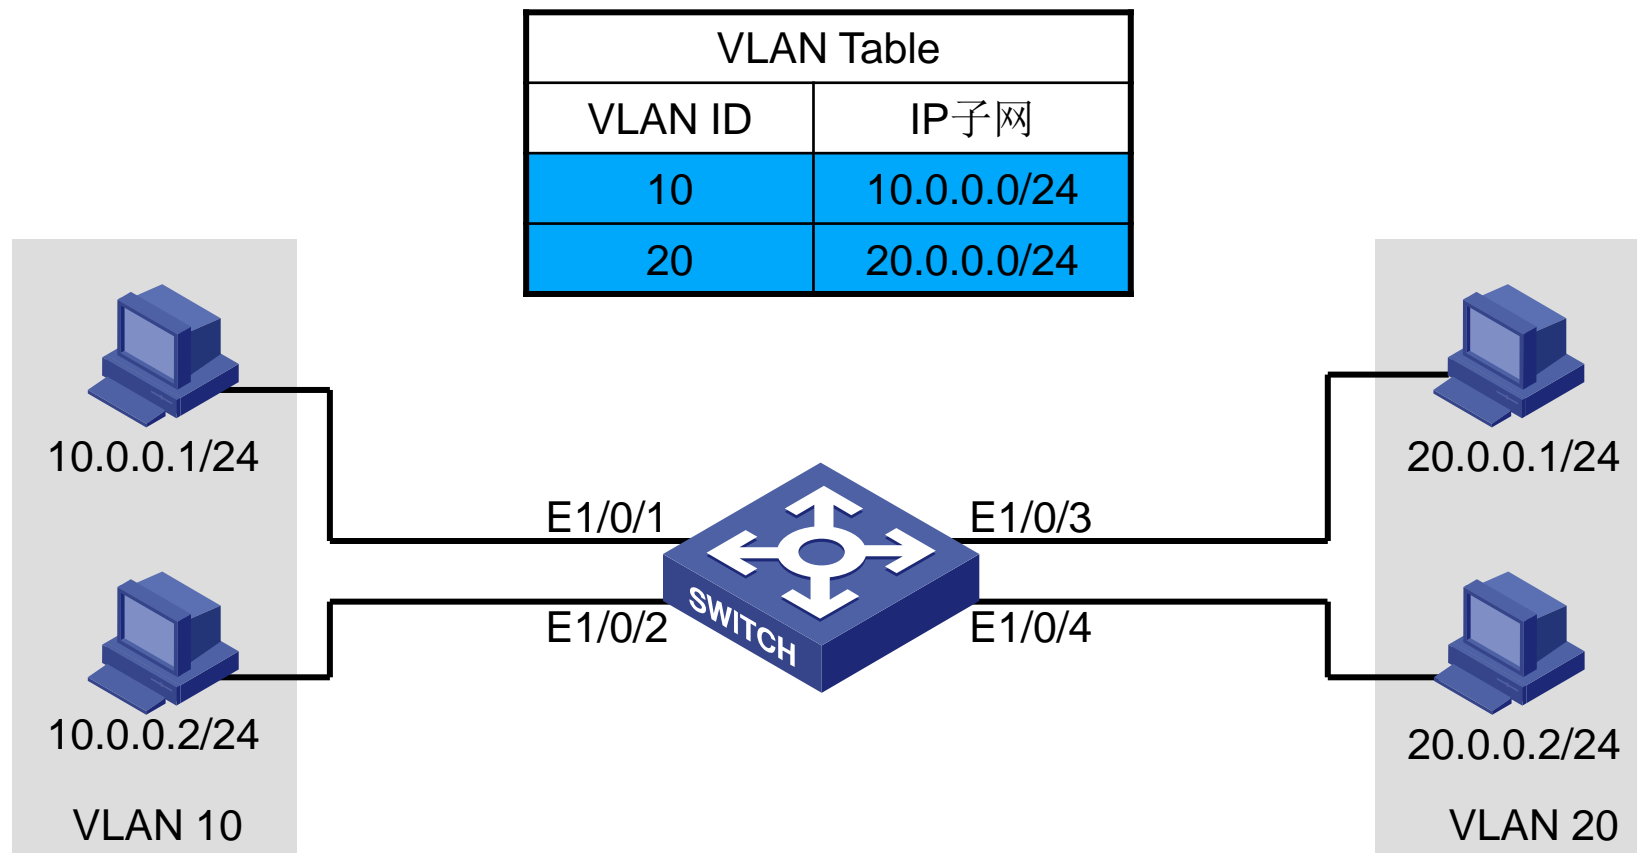 VLAN Table
VLAN ID IP子网
10 10.0.0.0/24
20 20.0.0.0/24
10.0.0.1/24
20.0.0.1/24
E1/0/1
E1/0/3
SWITCH
E1/0/2
E1/0/4
10.0.0.2/24
20.0.0.2/24
VLAN 10
VLAN 20